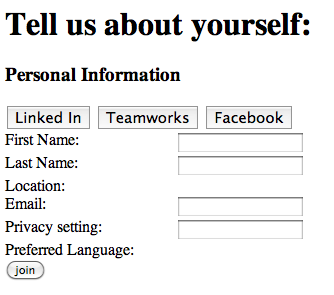 Tell us about yourself:
Personal Information
Linked In Teamworks Facebook
First Name:
Last Name:
Location:
Email:
Privacy setting:
Preferred Language:
join